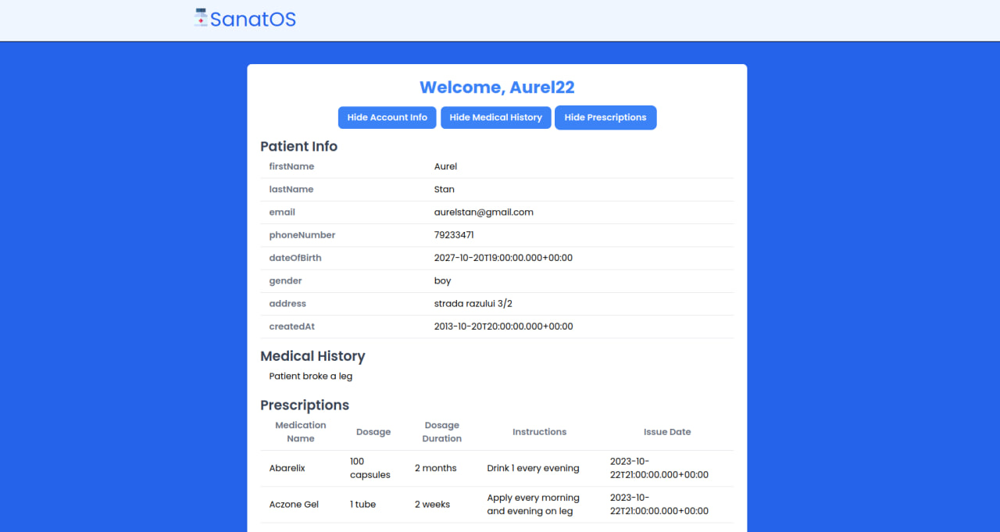 SanatOS
Welcome, Aurel22
Hide Account Info Hide Medical History Hide Prescriptions
Patient Info
firstName Aurel
lastName Stan
email aurelstan@gmail.com
phoneNumber 79233471
dateOfBirth 2027-10-20T19:00:00.000+00:00
gender boy
address strada razului 3/2
createdAt 2013-10-20T20:00:00.000+00:00
Medical History
Patient broke a leg
Prescriptions
Medication Name Dosage Dosage Duration Instructions Issue Date
Abarelix 100 capsules 2 months Drink 1 every evening 2023-10-22T21:00:00.000+00:00
Aczone Gel 1 tube 2 weeks Apply every morning and evening on leg 2023-10-22T21:00:00.000+00:00